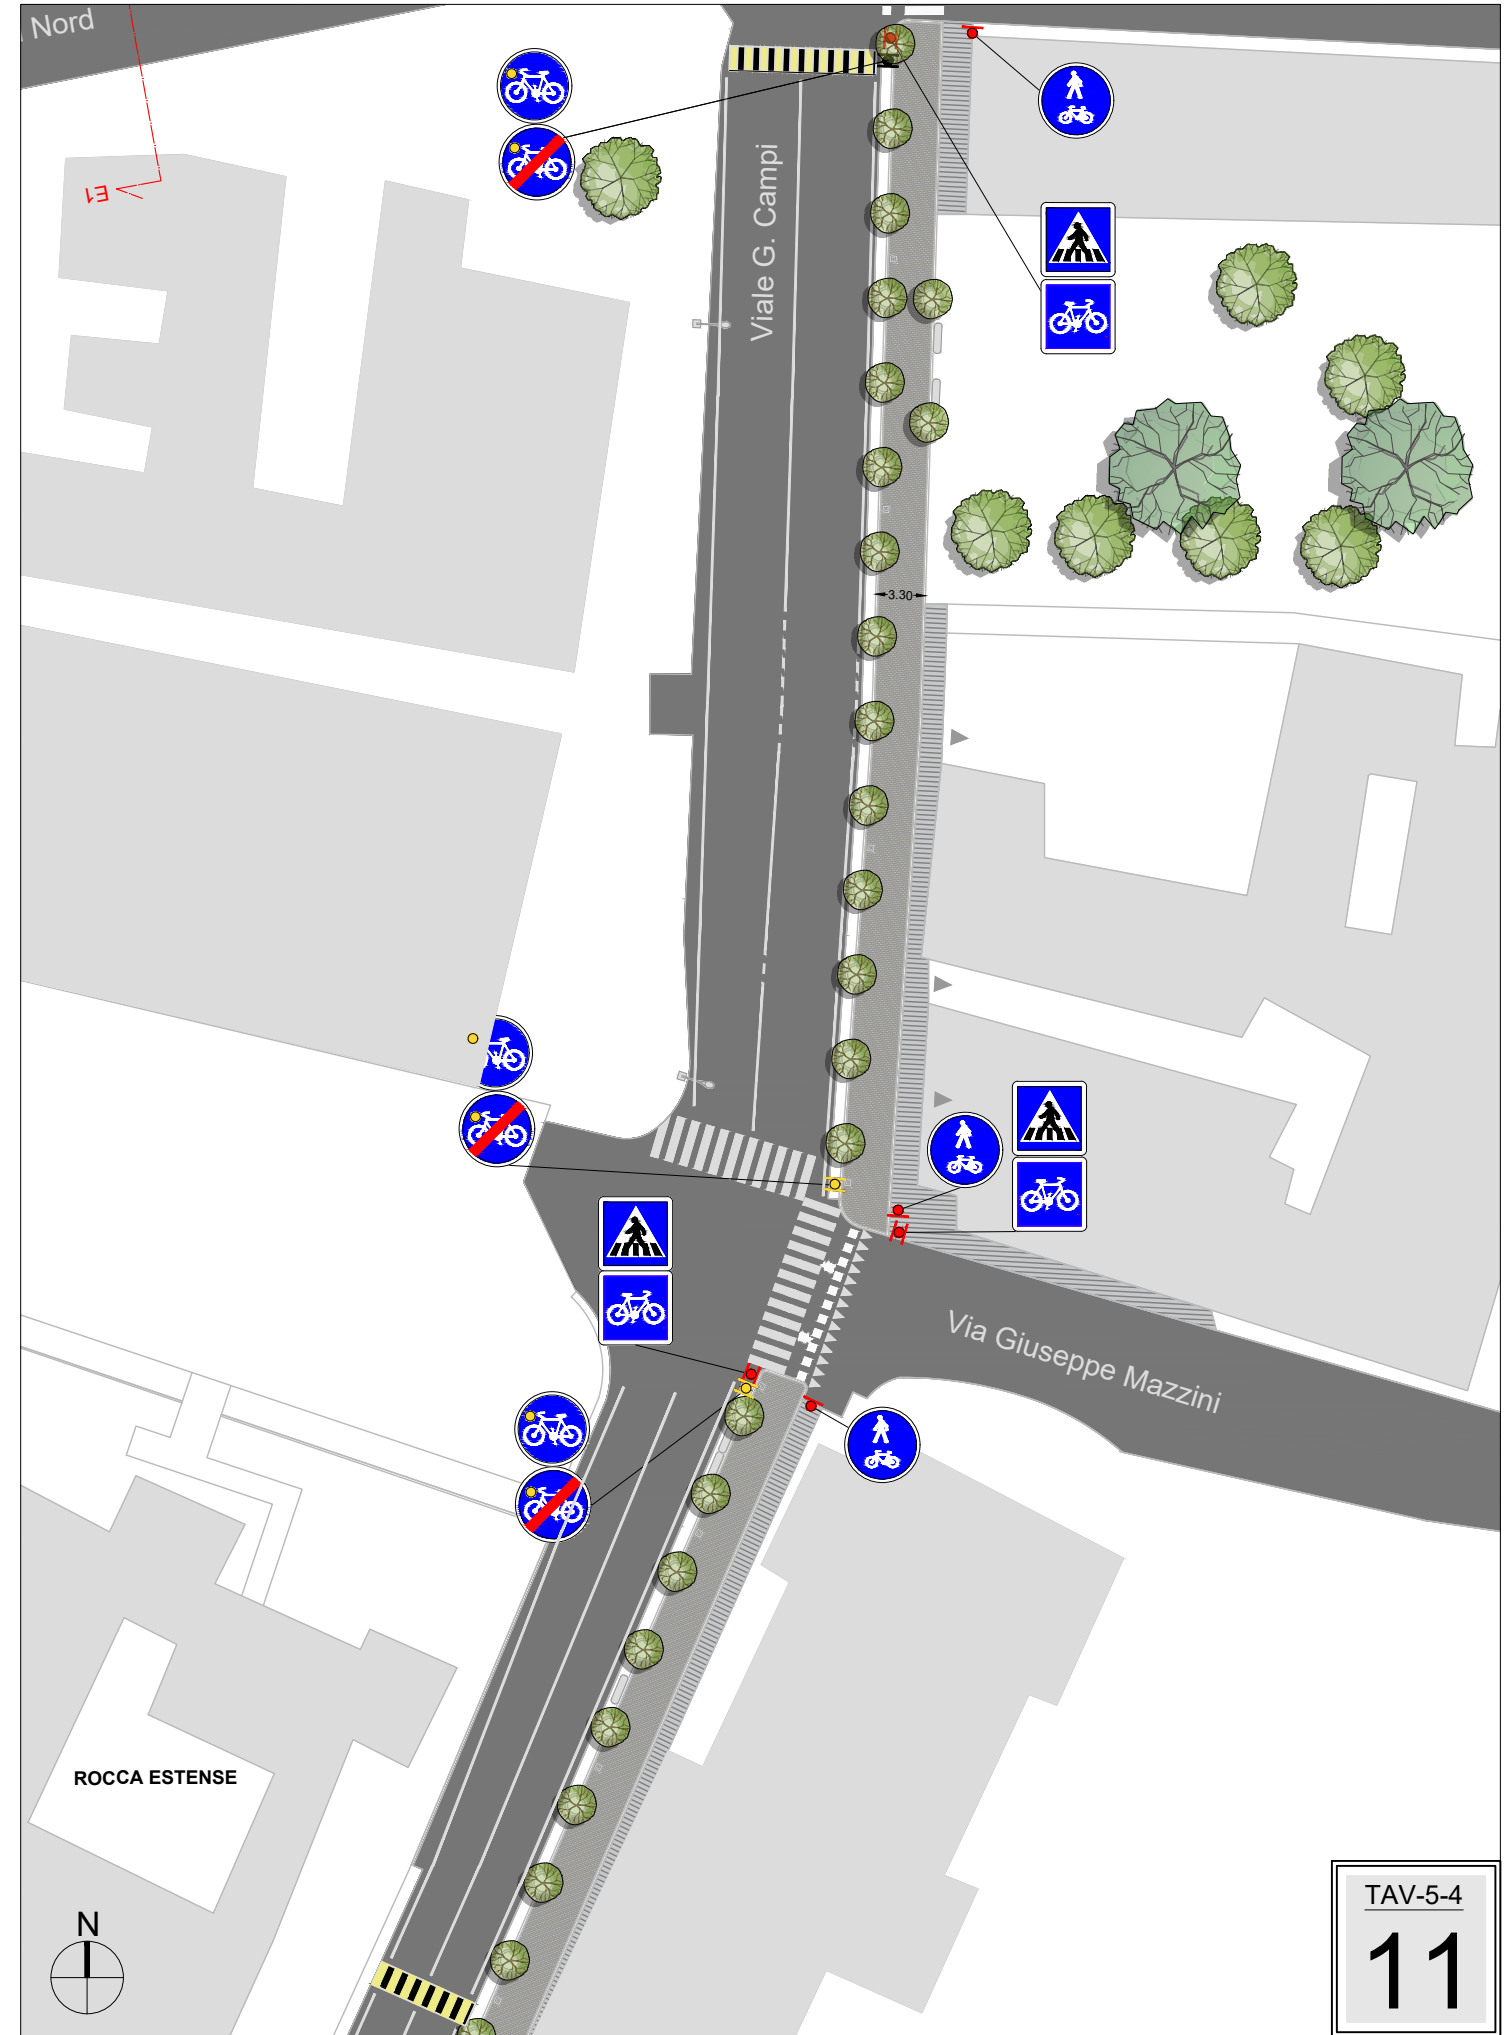 Nord
E1
Viale G. Campi
3.30
Via Giuseppe Mazzini
ROCCA ESTENSE
N
TAV-5-4
11